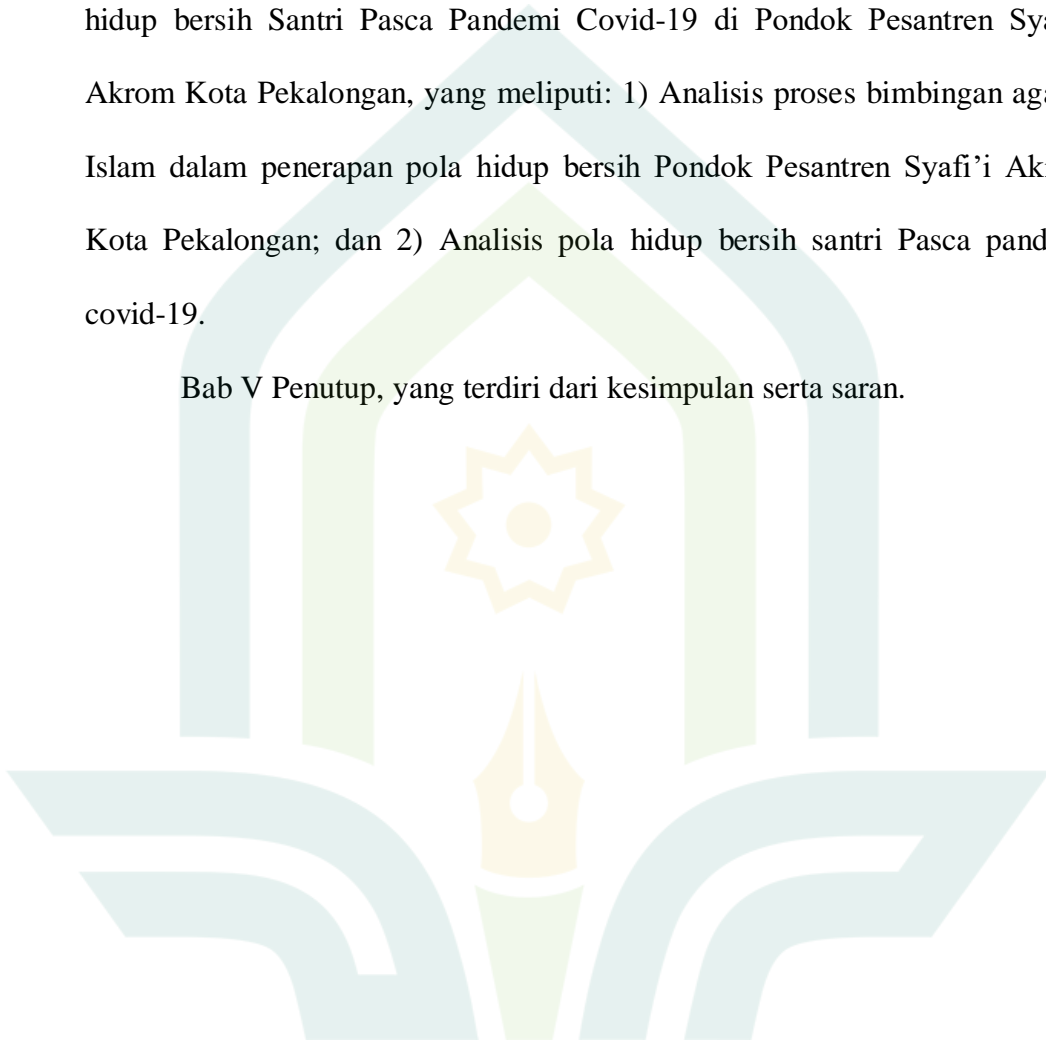 hidup bersih Santri Pasca Pandemi Covid-19 di Pondok Pesantren
Akrom Kota Pekalongan, yang meliputi: 1) Analisis proses bimbingan
Islam dalam penerapan pola hidup bersih Pondok Pesantren Syafi’i
Kota Pekalongan; dan 2) Analisis pola hidup bersih santri Pasca
covid-19.
Bab V Penutup, yang terdiri dari kesimpulan serta saran.